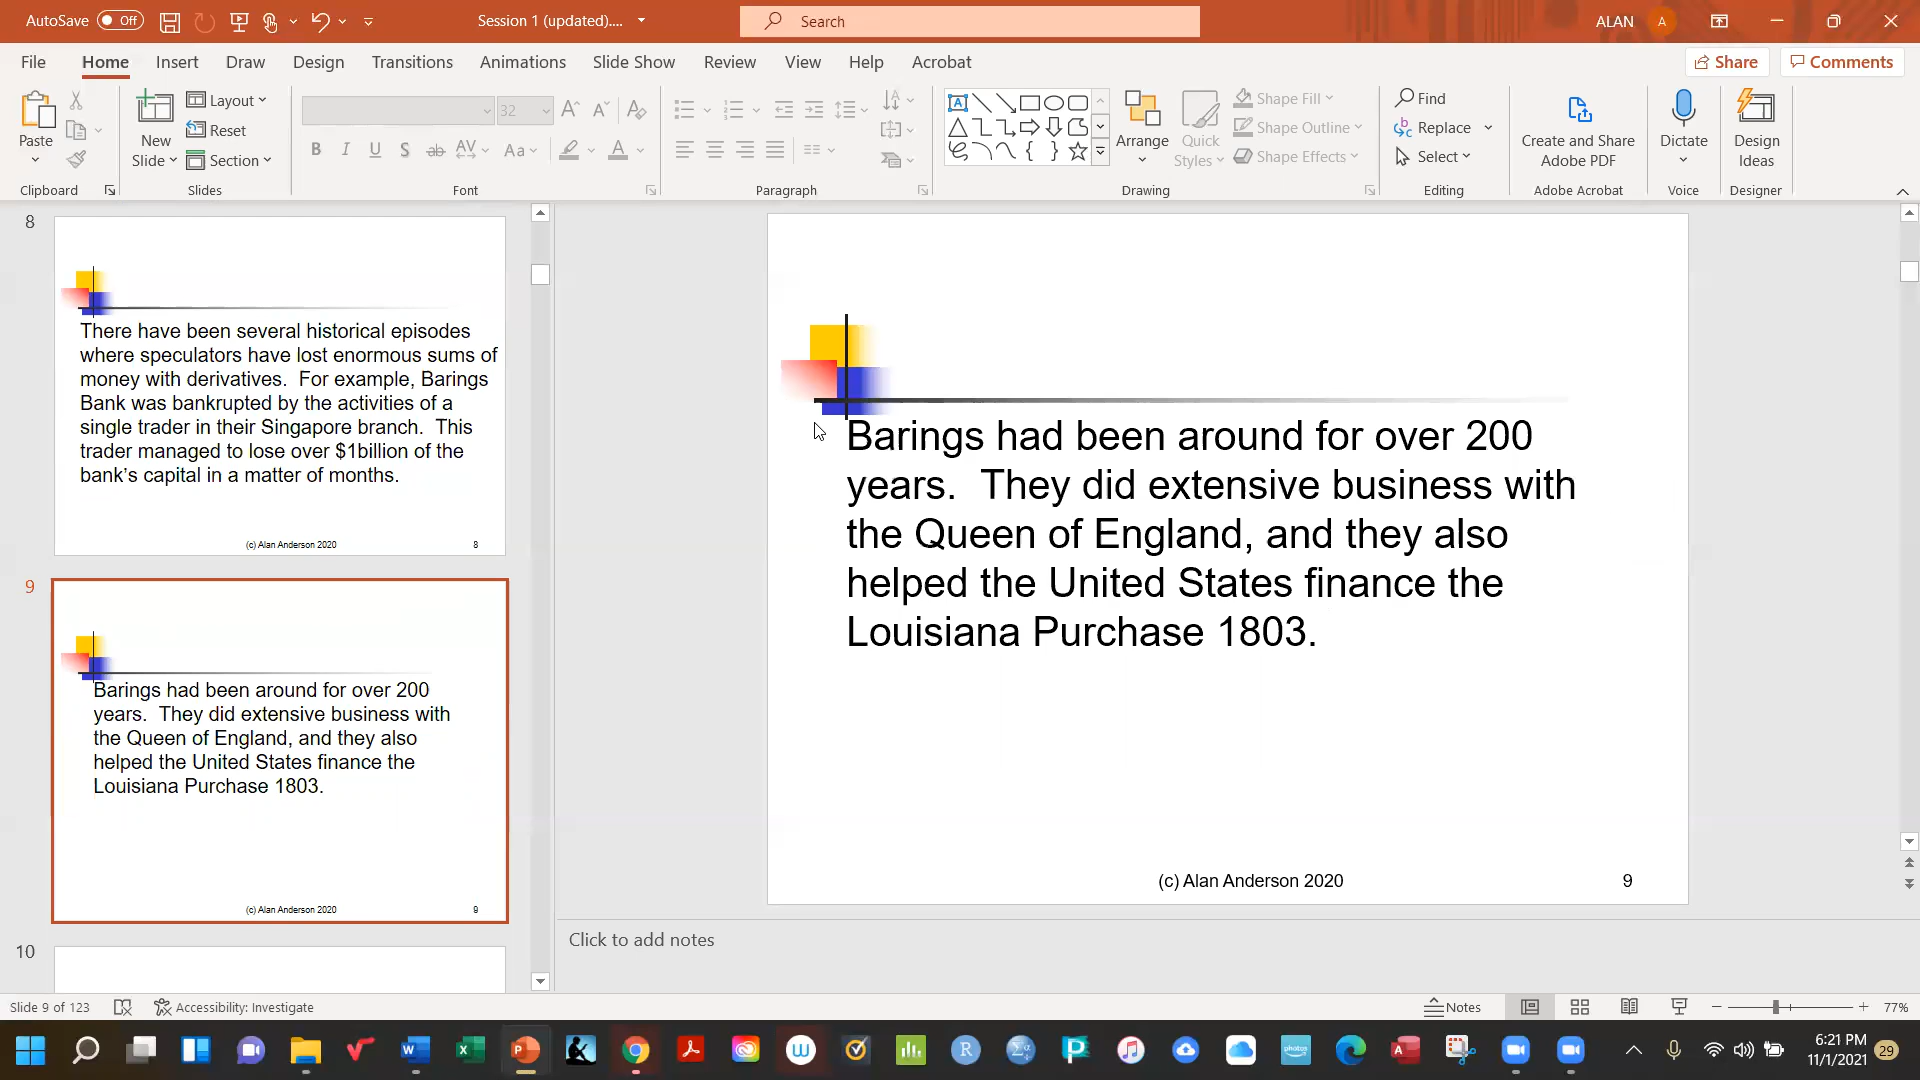 AutoSave Off Session 1 (updated).... Search ALAN A
File Home Insert Draw Design Transitions Animations Slide Show Review View Help Acrobat Share Comments
Paste New Slide Layout Reset Section 32 Arrange Quick Styles Shape Fill Shape Outline Shape Effects Find Replace Select Create and Share Adobe PDF Dictate Design Ideas
Clipboard Slides Font Paragraph Drawing Editing Adobe Acrobat Voice Designer
8
There have been several historical episodes
where speculators have lost enormous sums of
money with derivatives.  For example, Barings
Bank was bankrupted by the activities of a
single trader in their Singapore branch.  This
trader managed to lose over $1billion of the
bank's capital in a matter of months.
(c) Alan Anderson 2020 8
9
Barings had been around for over 200
years.  They did extensive business with
the Queen of England, and they also
helped the United States finance the
Louisiana Purchase 1803.
(c) Alan Anderson 2020 9
10
Barings had been around for over 200
years.  They did extensive business with
the Queen of England, and they also
helped the United States finance the
Louisiana Purchase 1803.
(c) Alan Anderson 2020 9
Click to add notes
Slide 9 of 123 Accessibility: Investigate Notes 77%
6:21 PM
11/1/2021 29